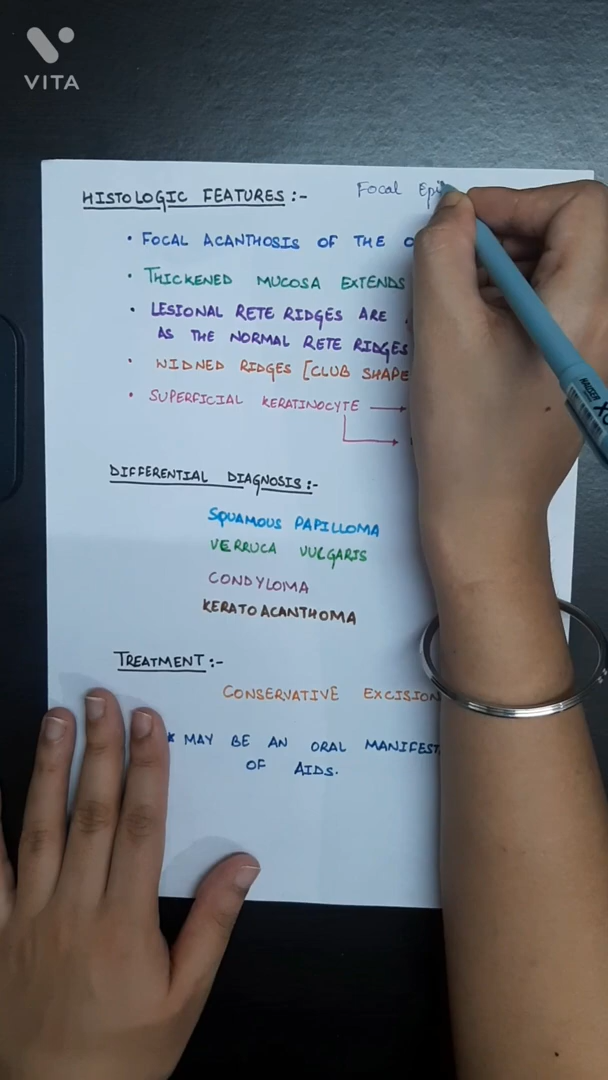 VITA
HISTOLOGIC FEATURES :-
Focal Epi
• FOCAL ACANTHOSIS OF THE O
• THICKENED MUCOSA EXTENDS
• LESIONAL RETE RIDGES ARE
AS THE NORMAL RETE RIDGES
• WIDNED RIDGES [CLUB SHAPE
• SUPERFICIAL KERATINOCYTE
DIFFERENTIAL DIAGNOSIS :-
SQUAMOUS PAPILLOMA
VERRUCA VULGARIS
CONDYLOMA
KERATOACANTHOMA
TREATMENT :-
CONSERVATIVE EXCISION
* MAY BE AN ORAL MANIFEST
OF AIDS.
HAUSER
XO